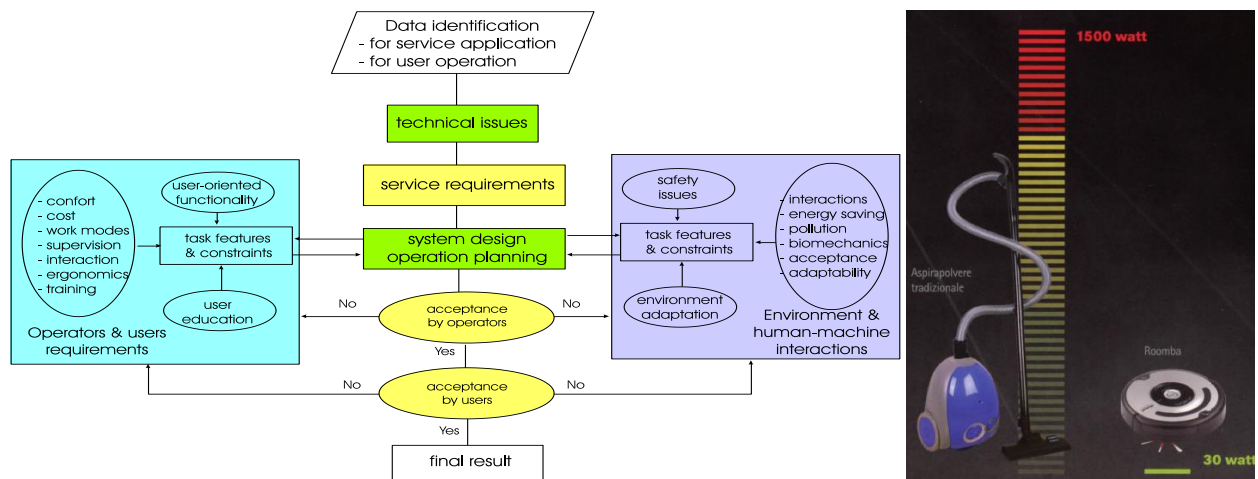 Data identification
- for service application
- for user operation
technical issues
service requirements
system design
operation planning
user-oriented
functionality
- confort
- cost
- work modes
- supervision
- interaction
- ergonomics
- training
task features
& constraints
user
education
Operators & users
requirements
safety
issues
task features
& constraints
- interactions
- energy saving
- pollution
- biomechanics
- acceptance
- adaptability
environment
adaptation
Environment &
human-machine
interactions
No
acceptance
by operators
No
Yes
No
acceptance
by users
No
Yes
final result
1500 watt
Aspirapolvere
tradizionale
Roomba
30 watt